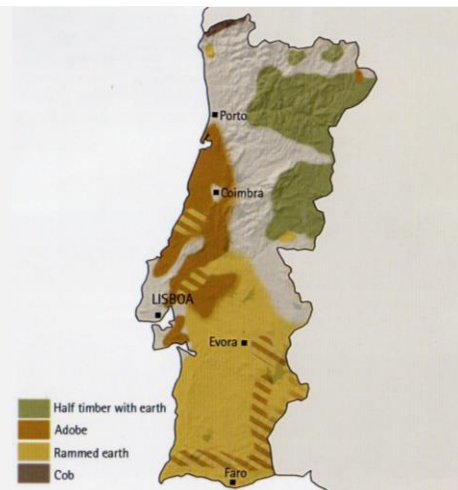 Porto
Coimbra
LISBOA
Evora
Half timber with earth
Adobe
Rammed earth
Faro
Cob